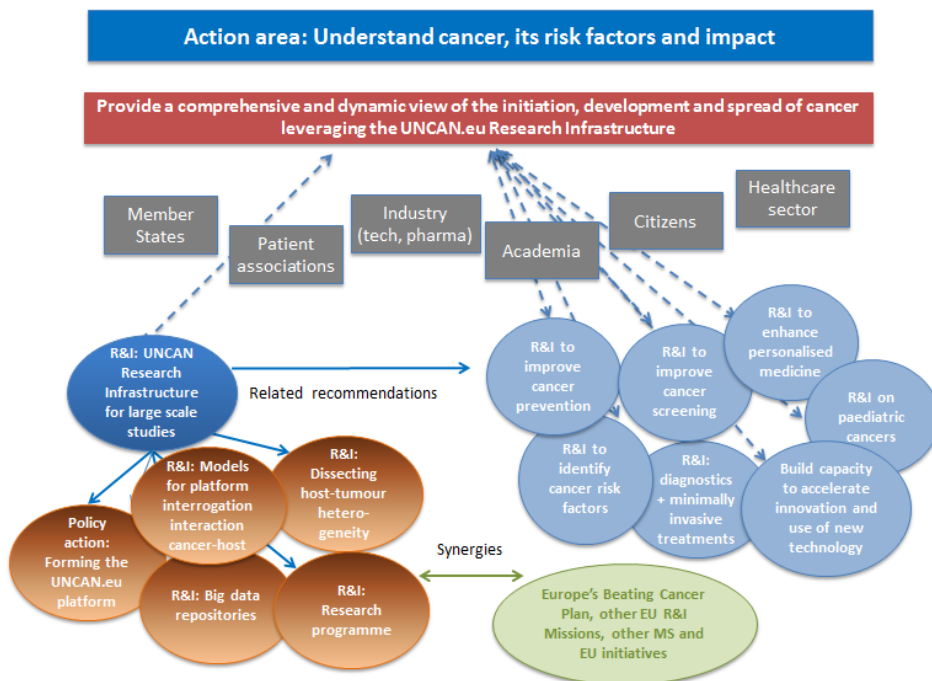 Action area: Understand cancer, its risk factors and impact
Provide a comprehensive and dynamic view of the initiation, development and spread of cancer
leveraging the UNCAN.eu Research Infrastructure
Member
States
Patient
associations
Industry
(tech, pharma)
Academia
Citizens
Healthcare
sector
R&I: UNCAN
Research
Infrastructure
for large scale
studies
Related recommendations
R&I to
improve
cancer
prevention
R&I to
improve
cancer
screening
R&I to
enhance
personalised
medicine
R&I on
paediatric
cancers
R&I to
identify
cancer risk
factors
R&I:
diagnostics
+ minimally
invasive
treatments
Build capacity
to accelerate
innovation and
use of new
technology
Policy
action:
Forming the
UNCAN.eu
platform
R&I: Models
for platform
interrogation
interaction
cancer-host
R&I:
Dissecting
host-tumour
hetero-
geneity
R&I: Big data
repositories
R&I:
Research
programme
Synergies
Europe's Beating Cancer
Plan, other EU R&I
Missions, other MS and
EU initiatives